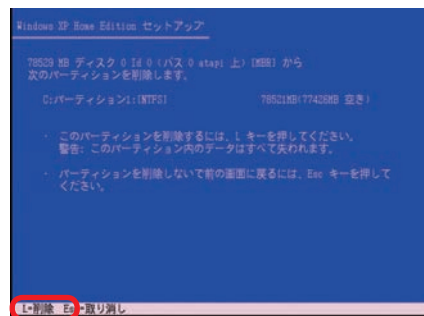 Windows XP Home Edition セットアップ
78529 MB ディスク 0 Id 0 (バス 0 atapi 上) [MBR] から
次のパーティションを削除します。
C:パーティション1:[NTFS] 78521MB(77426MB 空き)
・ このパーティションを削除するには、L キーを押してください。
警告: このパーティション内のデータはすべて失われます。
・ パーティションを削除しないで前の画面に戻るには、Esc キーを押して
ください。
L=削除 Esc=取り消し